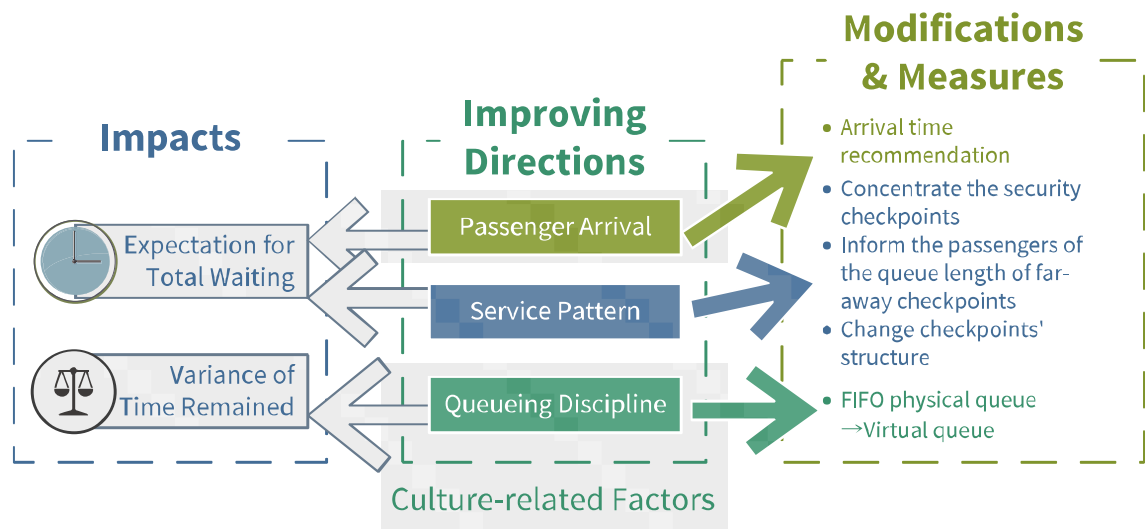 Impacts
Expectation for
Total Waiting
Variance of
Time Remained
Improving
Directions
Passenger Arrival
Service Pattern
Queueing Discipline
Culture-related Factors
Modifications
& Measures
• Arrival time
recommendation
• Concentrate the security
checkpoints
• Inform the passengers of
the queue length of far-
away checkpoints
• Change checkpoints'
structure
• FIFO physical queue
→Virtual queue